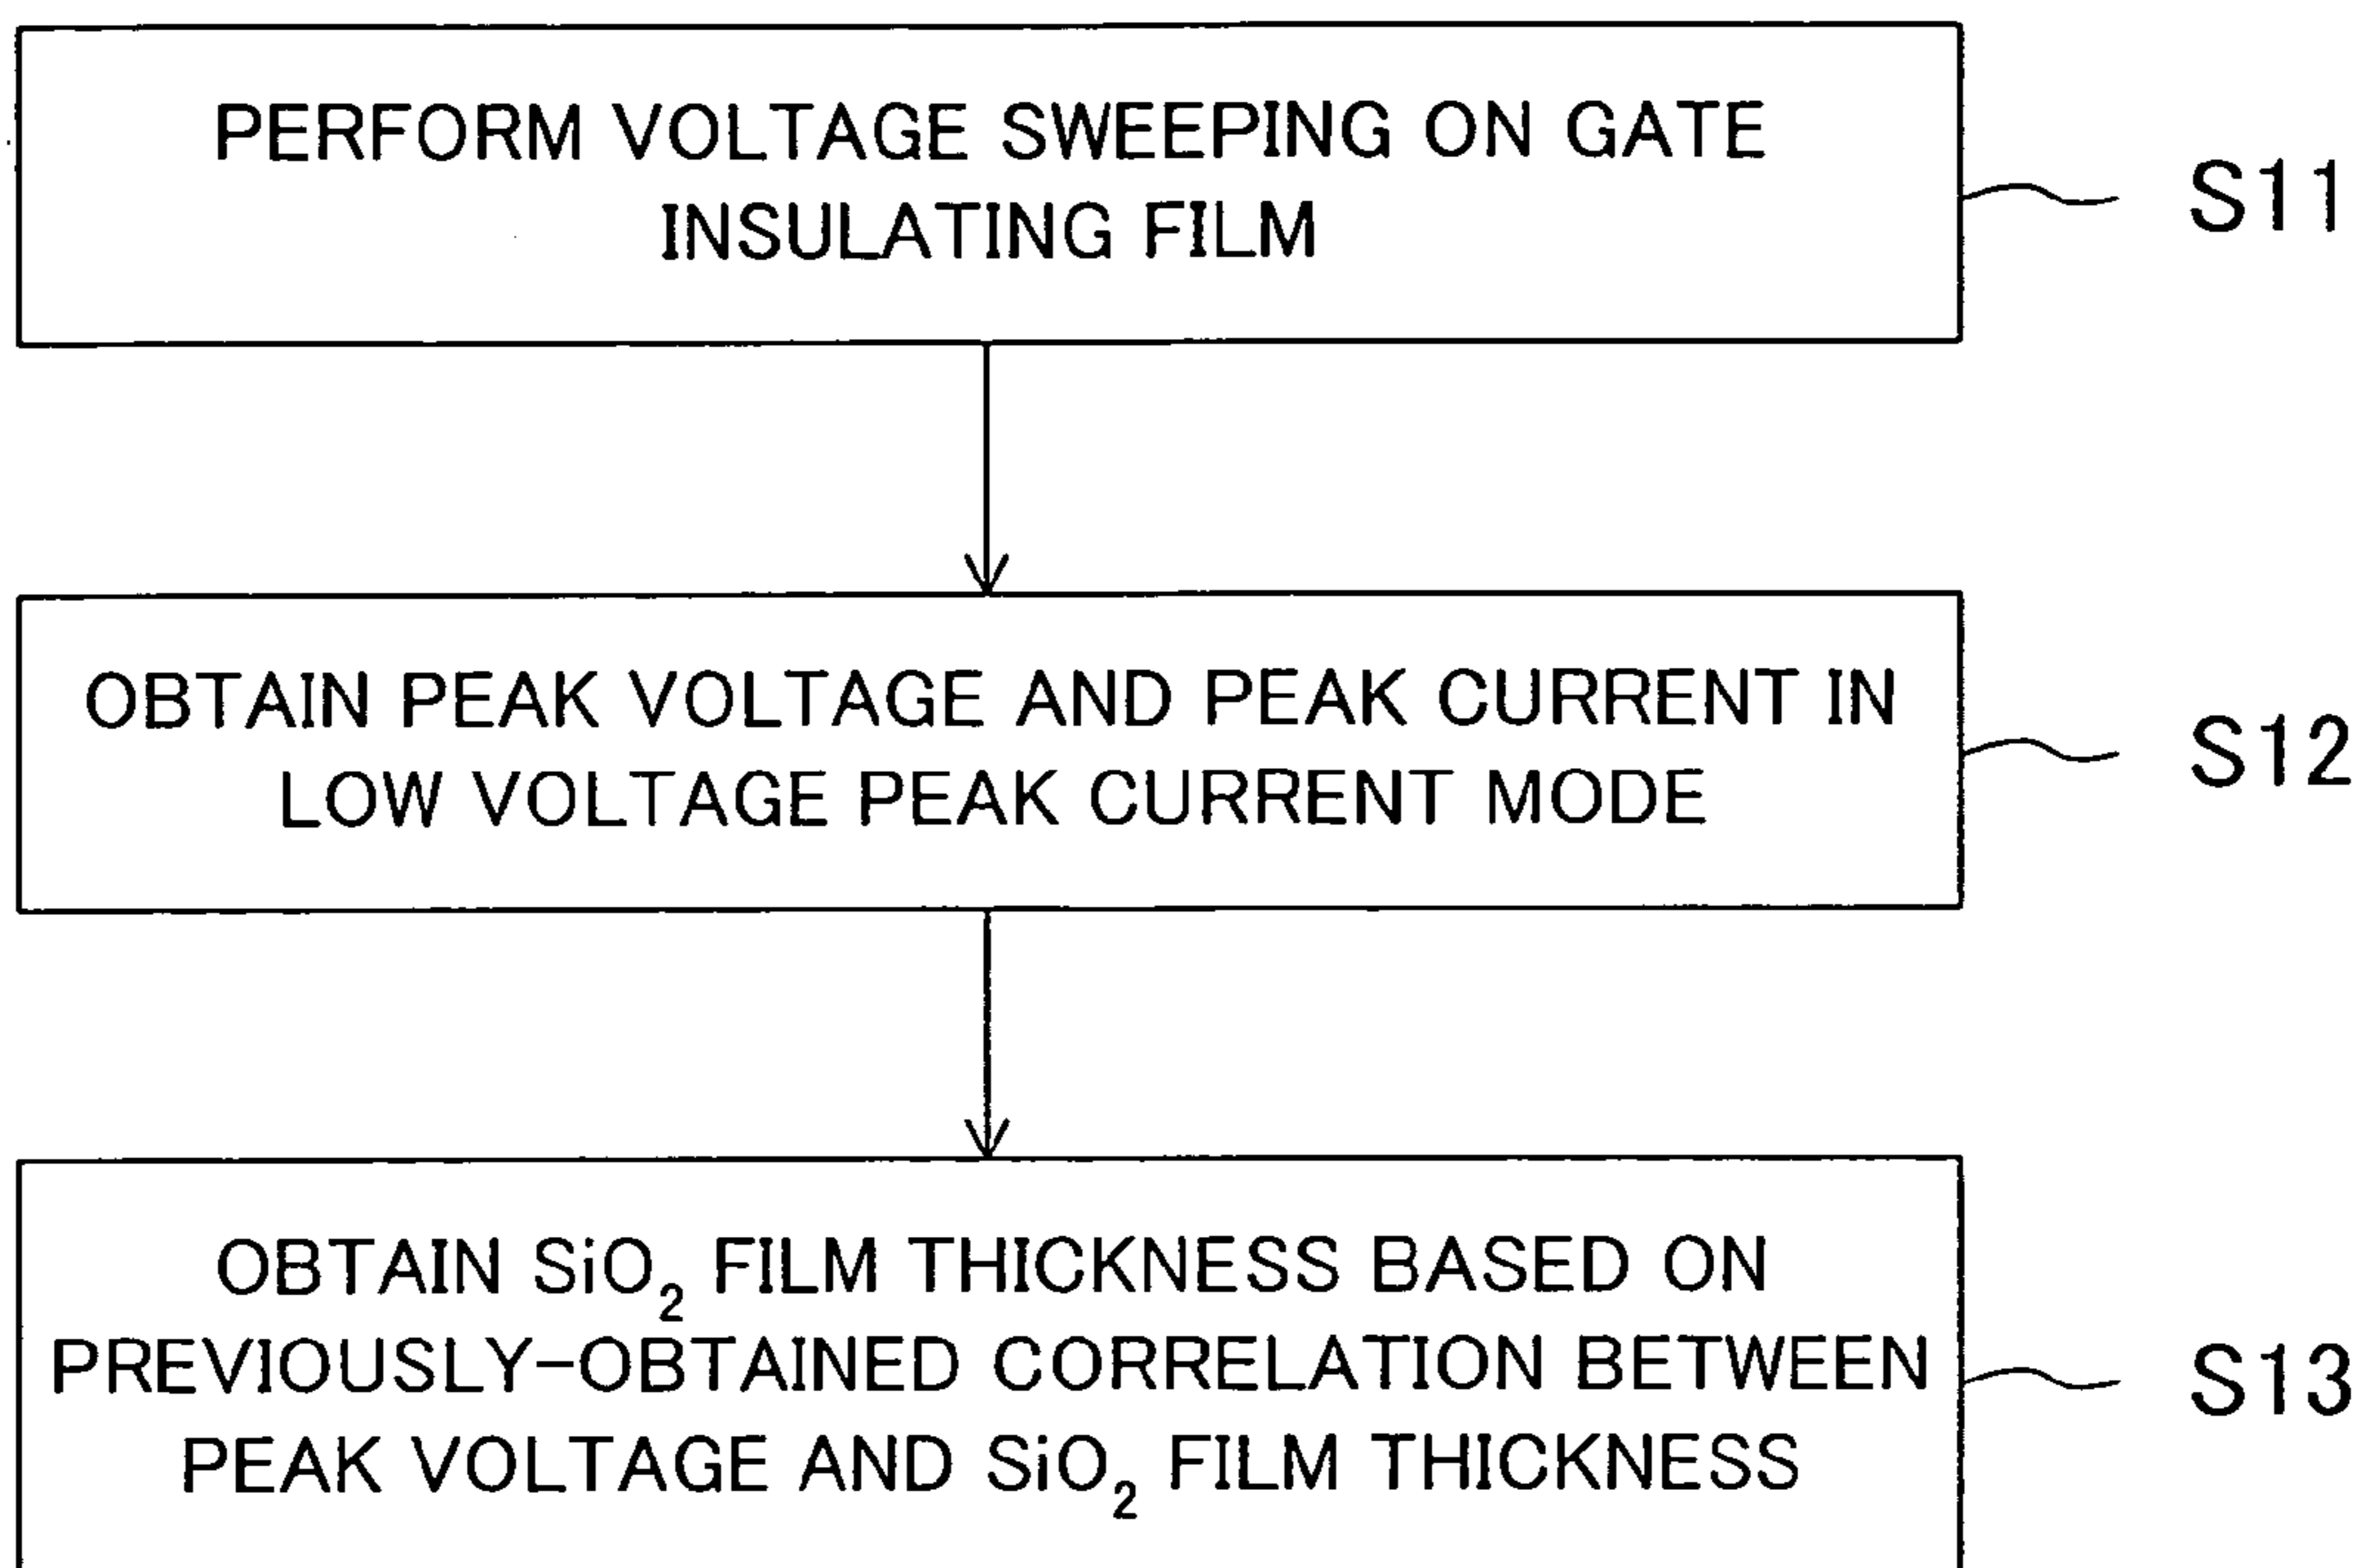 PERFORM VOLTAGE SWEEPING ON GATE
INSULATING FILM
S11
OBTAIN PEAK VOLTAGE AND PEAK CURRENT IN
LOW VOLTAGE PEAK CURRENT MODE
S12
OBTAIN SiO₂ FILM THICKNESS BASED ON
PREVIOUSLY-OBTAINED CORRELATION BETWEEN
PEAK VOLTAGE AND SiO₂ FILM THICKNESS
S13